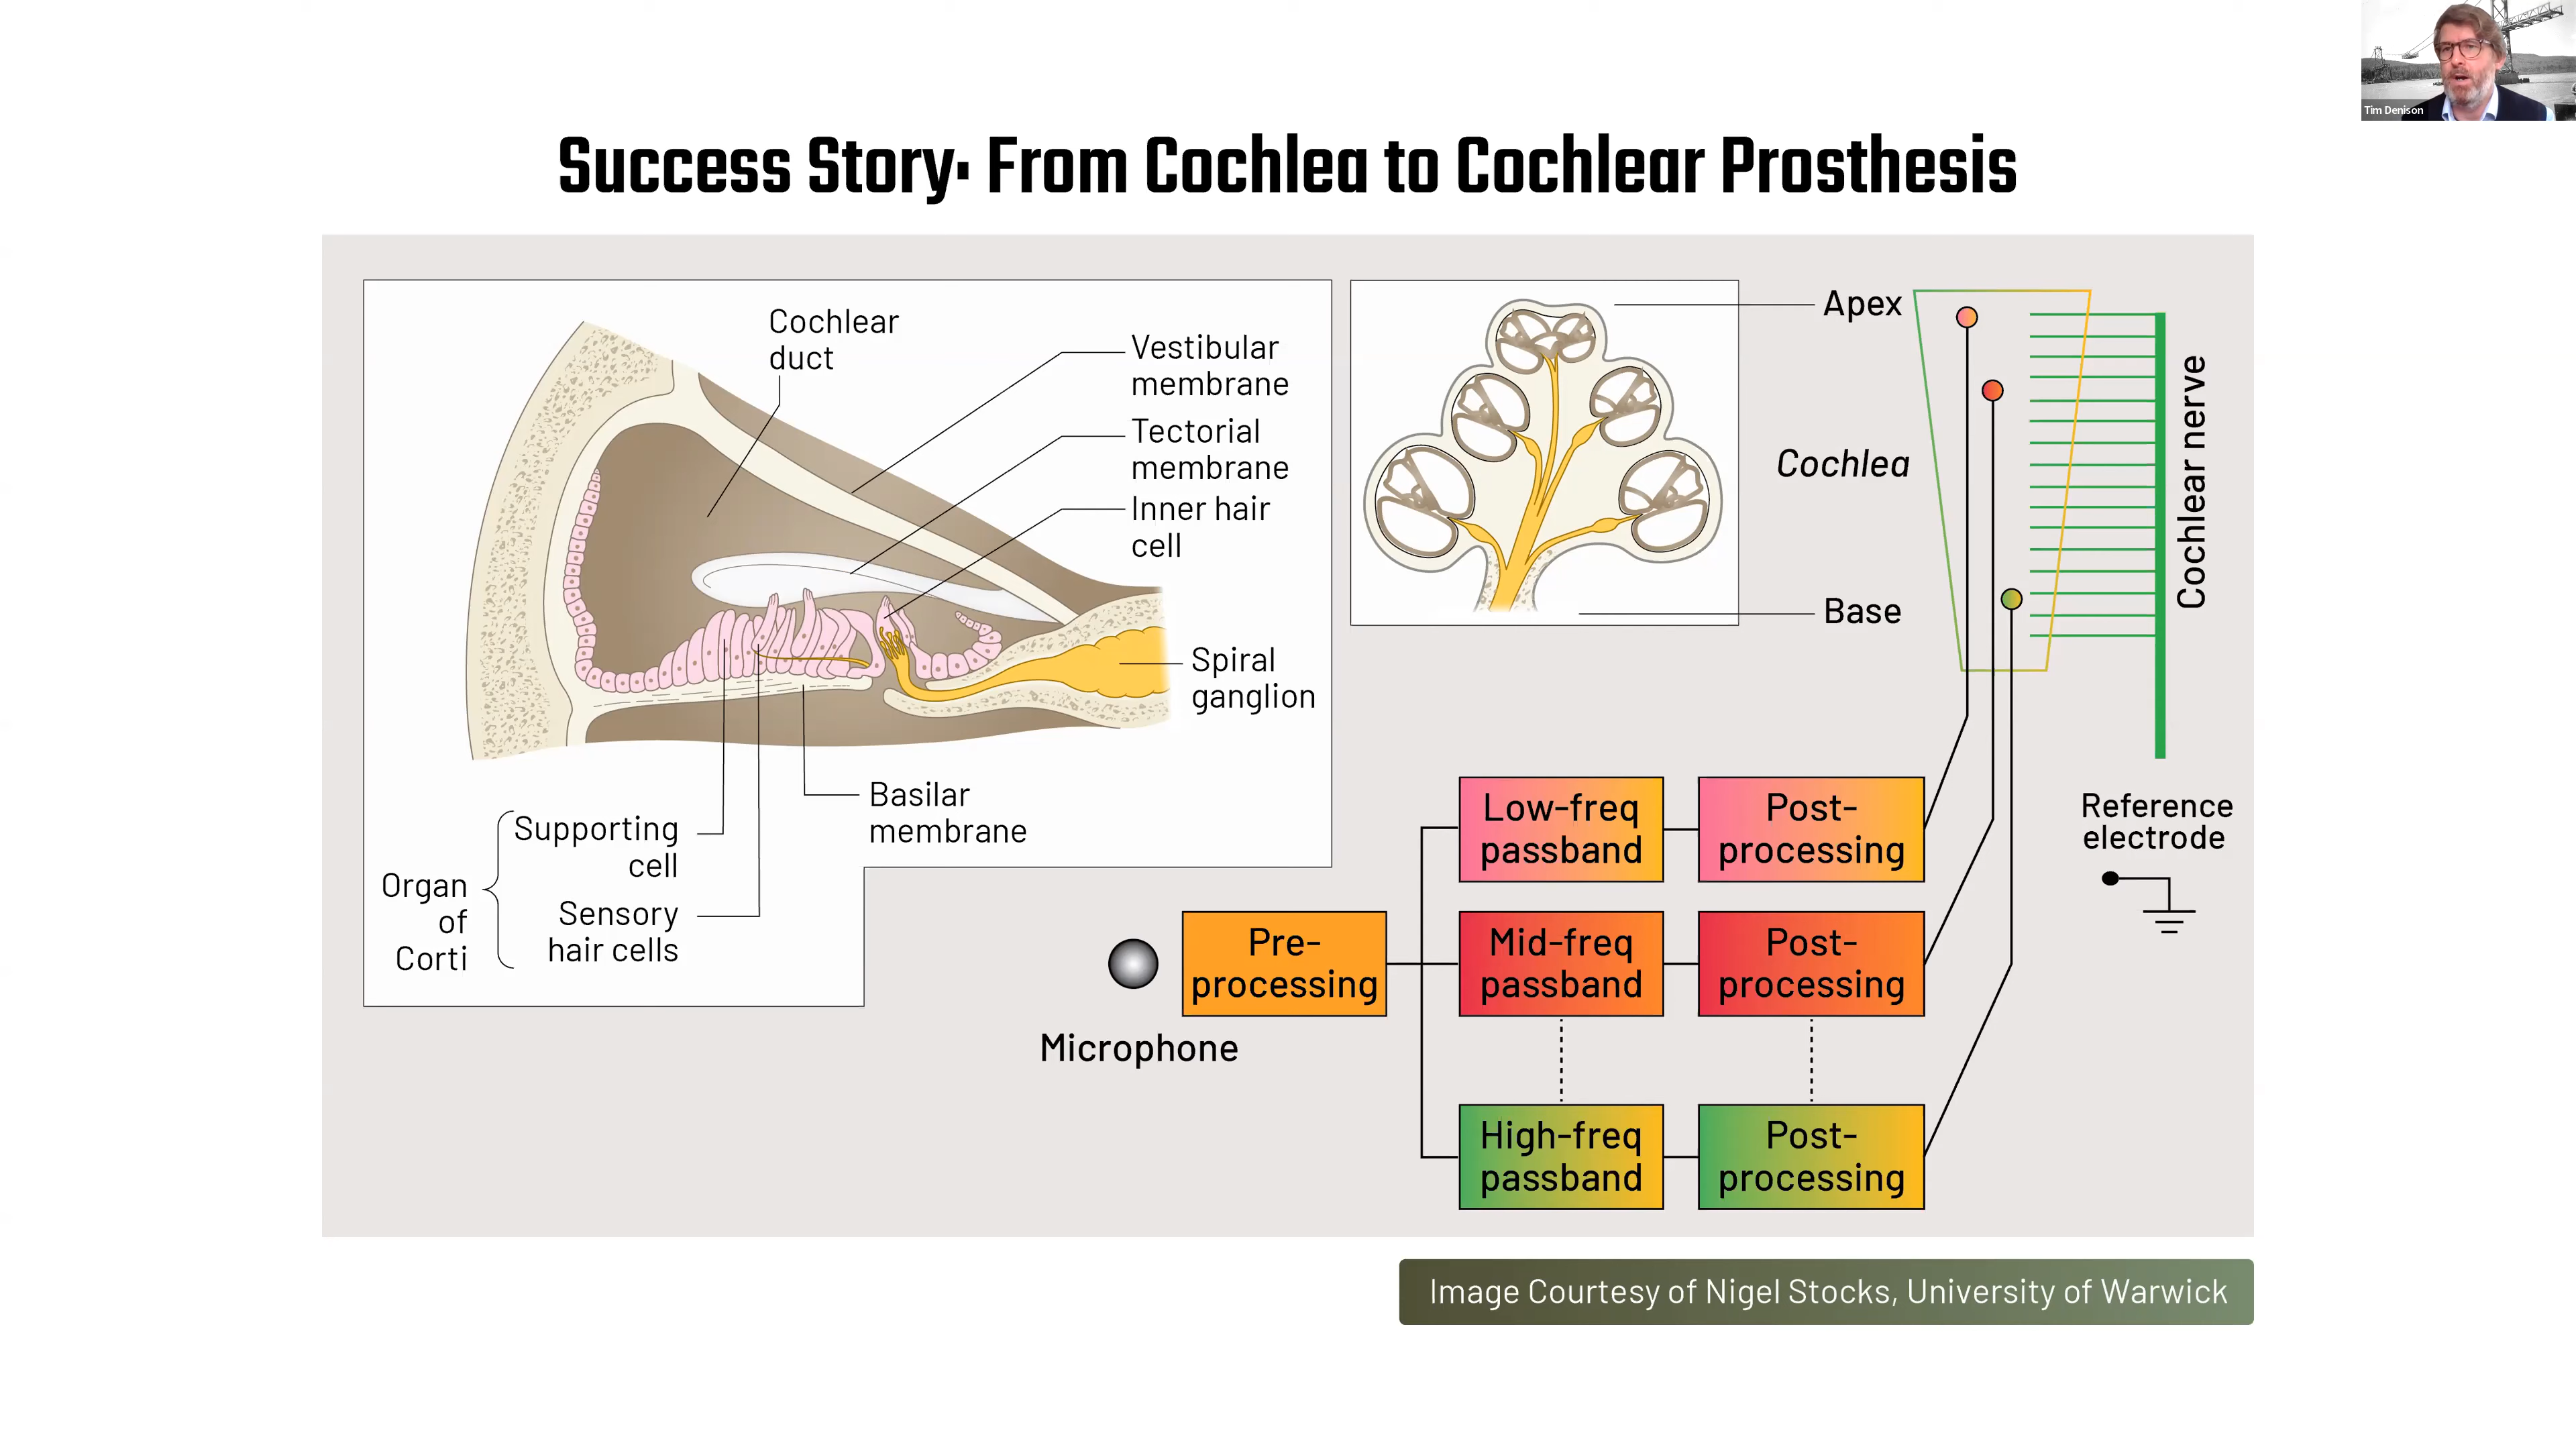 Tim Denison
Success Story: From Cochlea to Cochlear Prosthesis
Cochlear
duct
Vestibular
membrane
Tectorial
membrane
Inner hair
cell
Spiral
ganglion
Basilar
membrane
Supporting
cell
Organ
of
Corti
Sensory
hair cells
Apex
Cochlea
Base
Cochlear nerve
Reference
electrode
Microphone
Pre-
processing
Low-freq
passband
Post-
processing
Mid-freq
passband
Post-
processing
High-freq
passband
Post-
processing
Image Courtesy of Nigel Stocks, University of Warwick